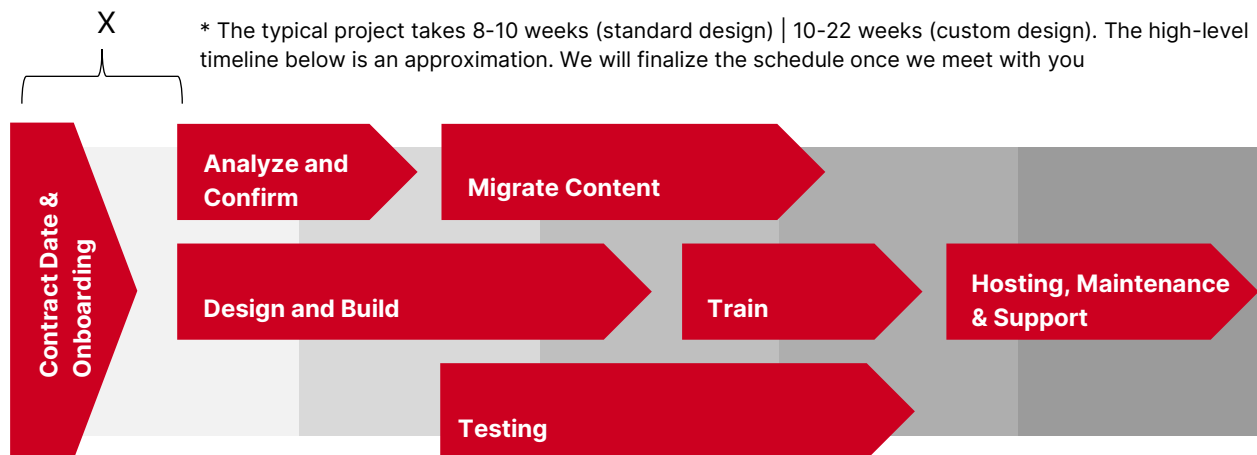 X
* The typical project takes 8-10 weeks (standard design) | 10-22 weeks (custom design). The high-level
timeline below is an approximation. We will finalize the schedule once we meet with you
Contract Date &
Onboarding
Analyze and
Confirm
Migrate Content
Design and Build
Train
Hosting, Maintenance
& Support
Testing